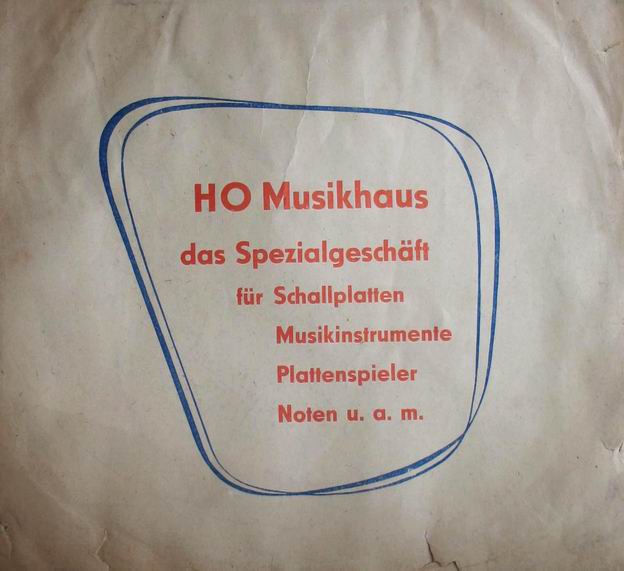 HO Musikhaus
das Spezialgeschäft
für Schallplatten
Musikinstrumente
Plattenspieler
Noten u. a. m.